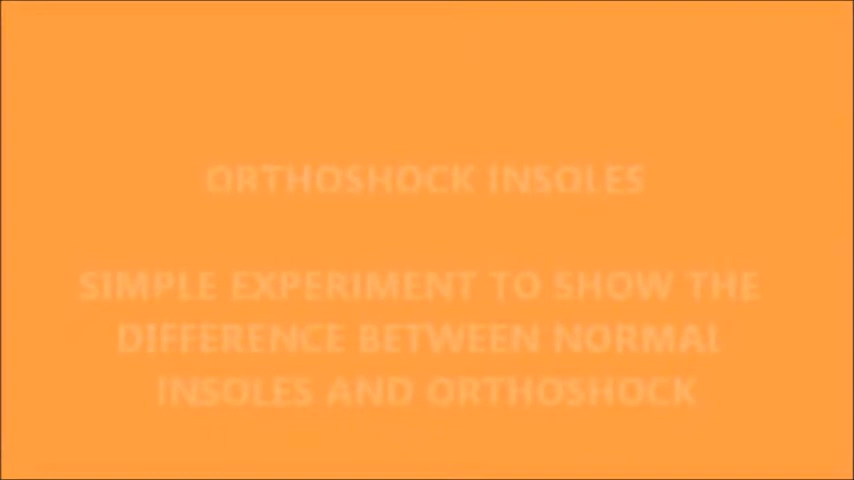 ORTHOSHOCK INSOLES
SIMPLE EXPERIMENT TO SHOW THE
DIFFERENCE BETWEEN NORMAL
INSOLES AND ORTHOSHOCK